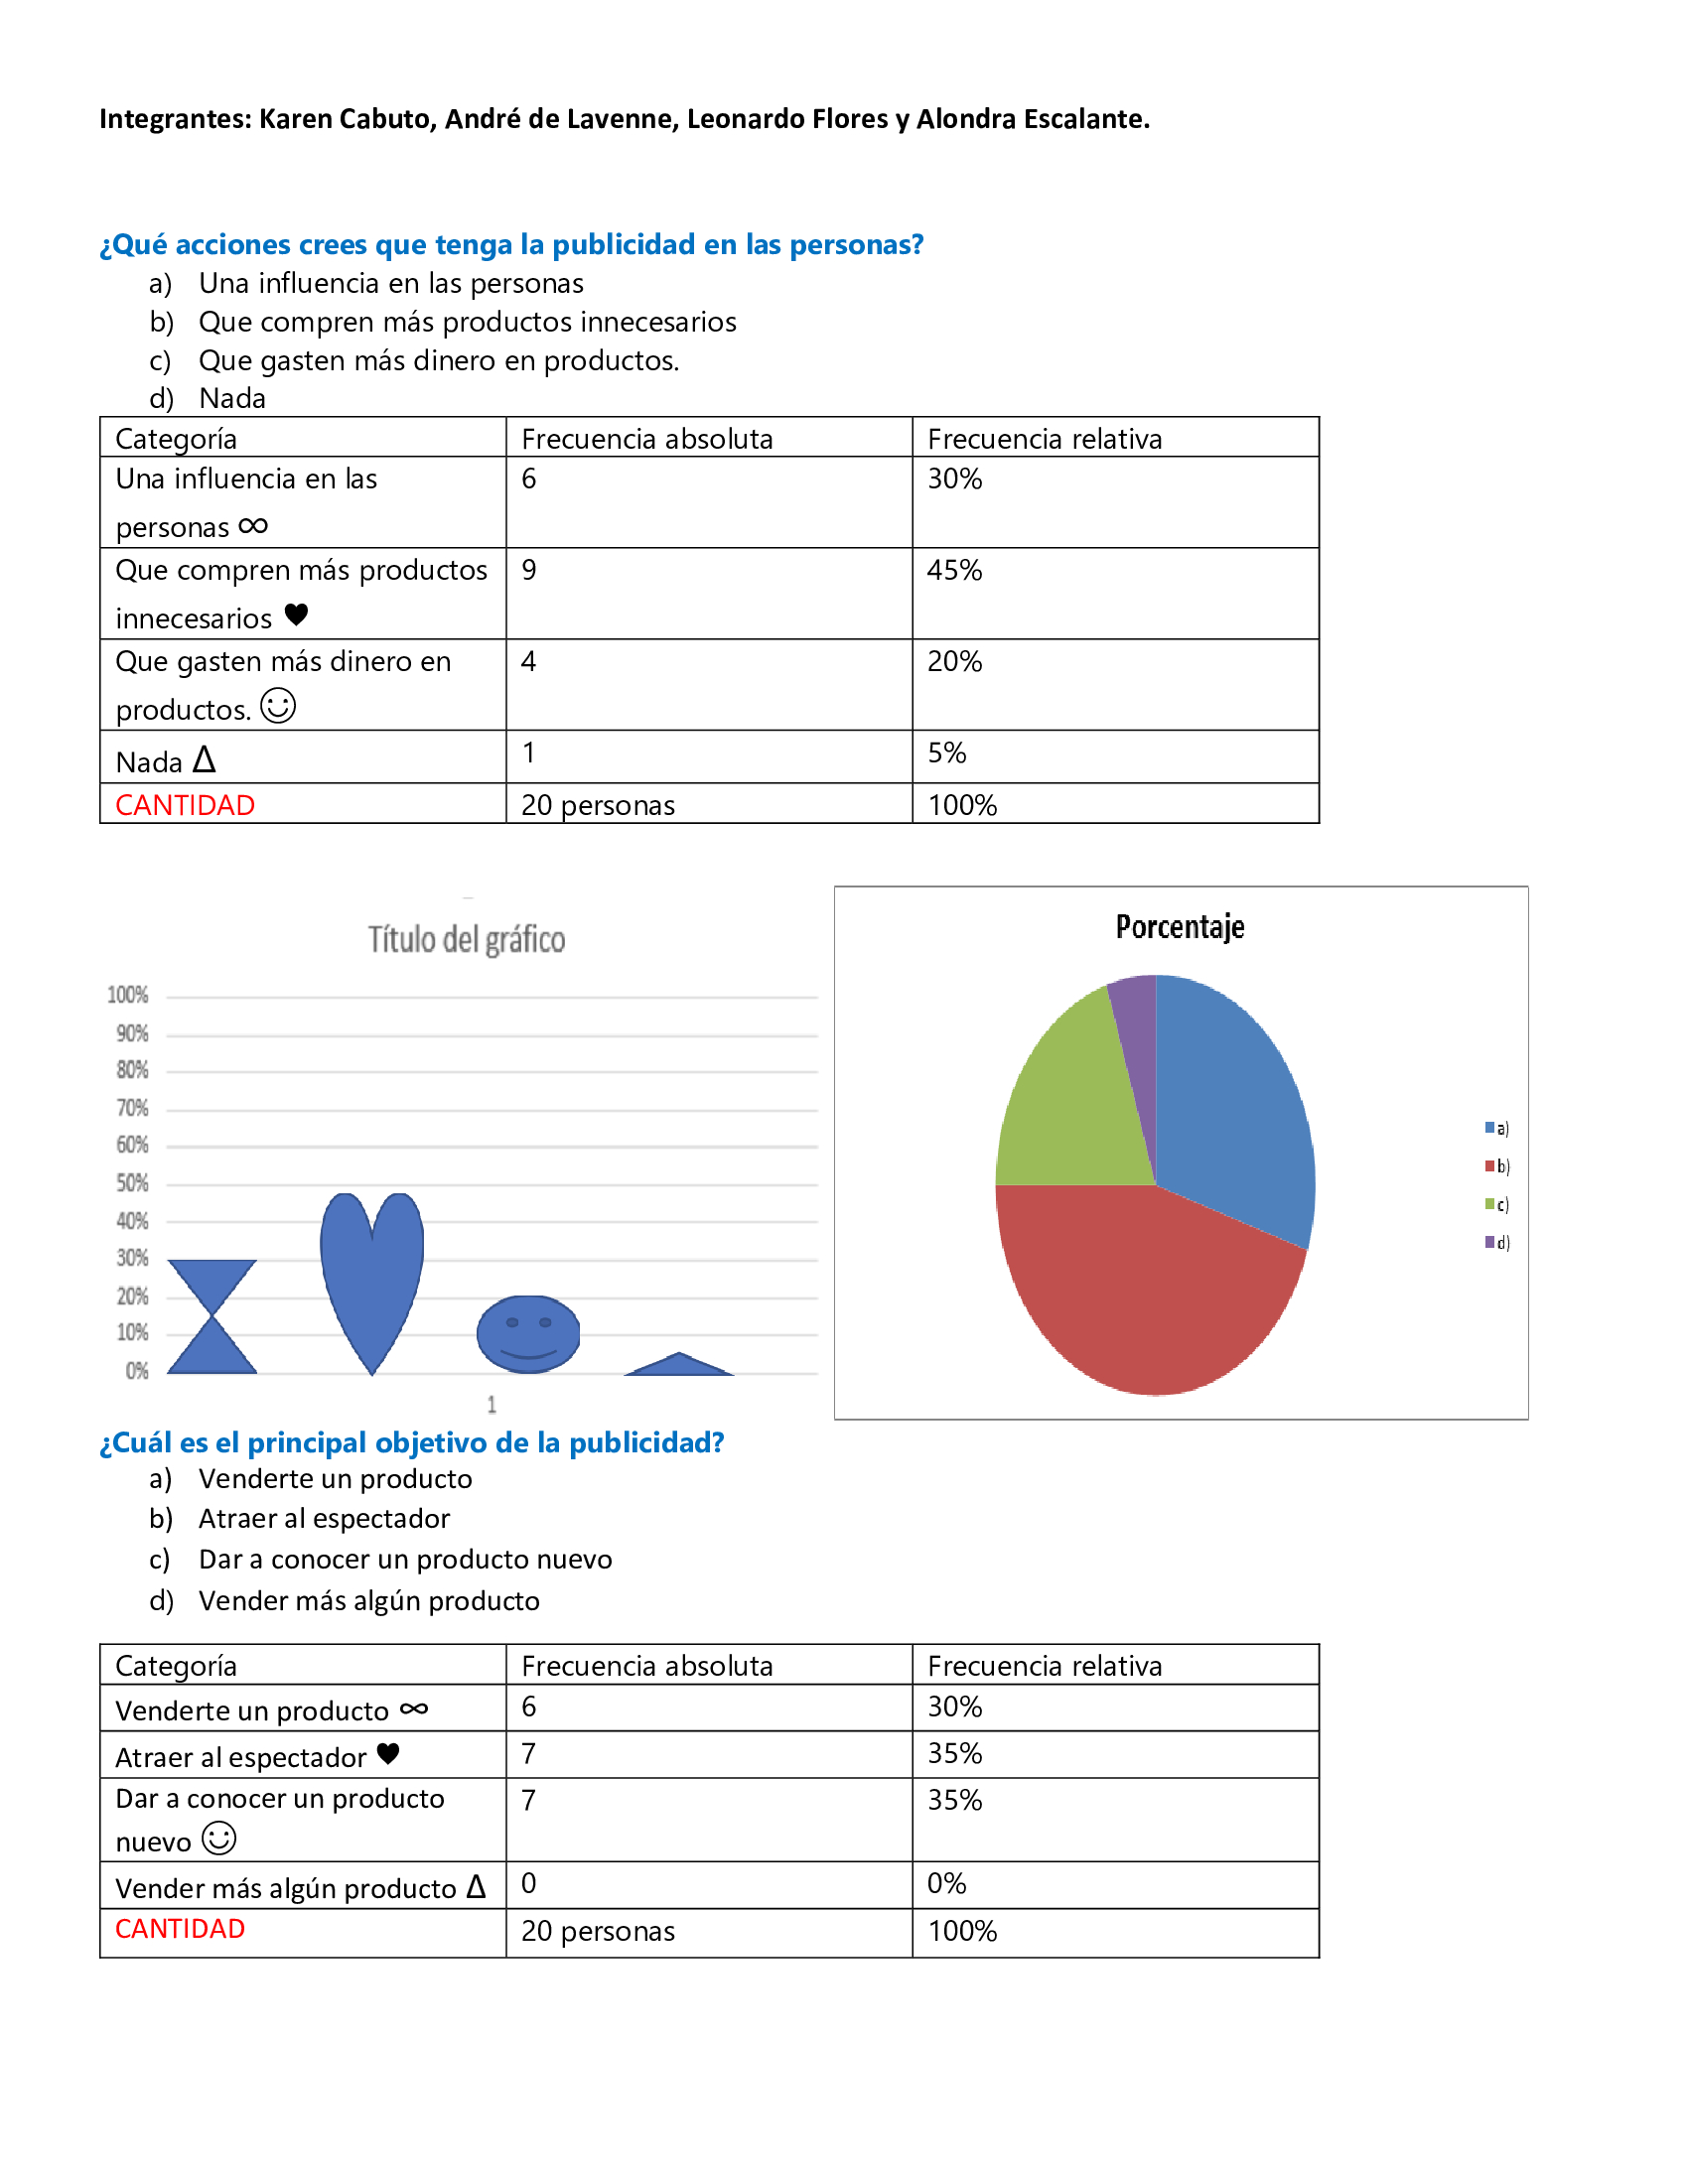 Integrantes: Karen Cabuto, André de Lavenne, Leonardo Flores y Alondra Escalante.
¿Qué acciones crees que tenga la publicidad en las personas?
a) Una influencia en las personas
b) Que compren más productos innecesarios
c) Que gasten más dinero en productos.
d) Nada
Categoría Frecuencia absoluta Frecuencia relativa
Una influencia en las 6 30%
personas ∞
Que compren más productos 9 45%
innecesarios ♥
Que gasten más dinero en 4 20%
productos. ☺
Nada Δ 1 5%
CANTIDAD 20 personas 100%
Título del gráfico
100%
90%
80%
70%
60%
50%
40%
30%
20%
10%
0%
1
Porcentaje
a)
b)
c)
d)
¿Cuál es el principal objetivo de la publicidad?
a) Venderte un producto
b) Atraer al espectador
c) Dar a conocer un producto nuevo
d) Vender más algún producto
Categoría Frecuencia absoluta Frecuencia relativa
Venderte un producto ∞ 6 30%
Atraer al espectador ♥ 7 35%
Dar a conocer un producto 7 35%
nuevo ☺
Vender más algún producto Δ 0 0%
CANTIDAD 20 personas 100%